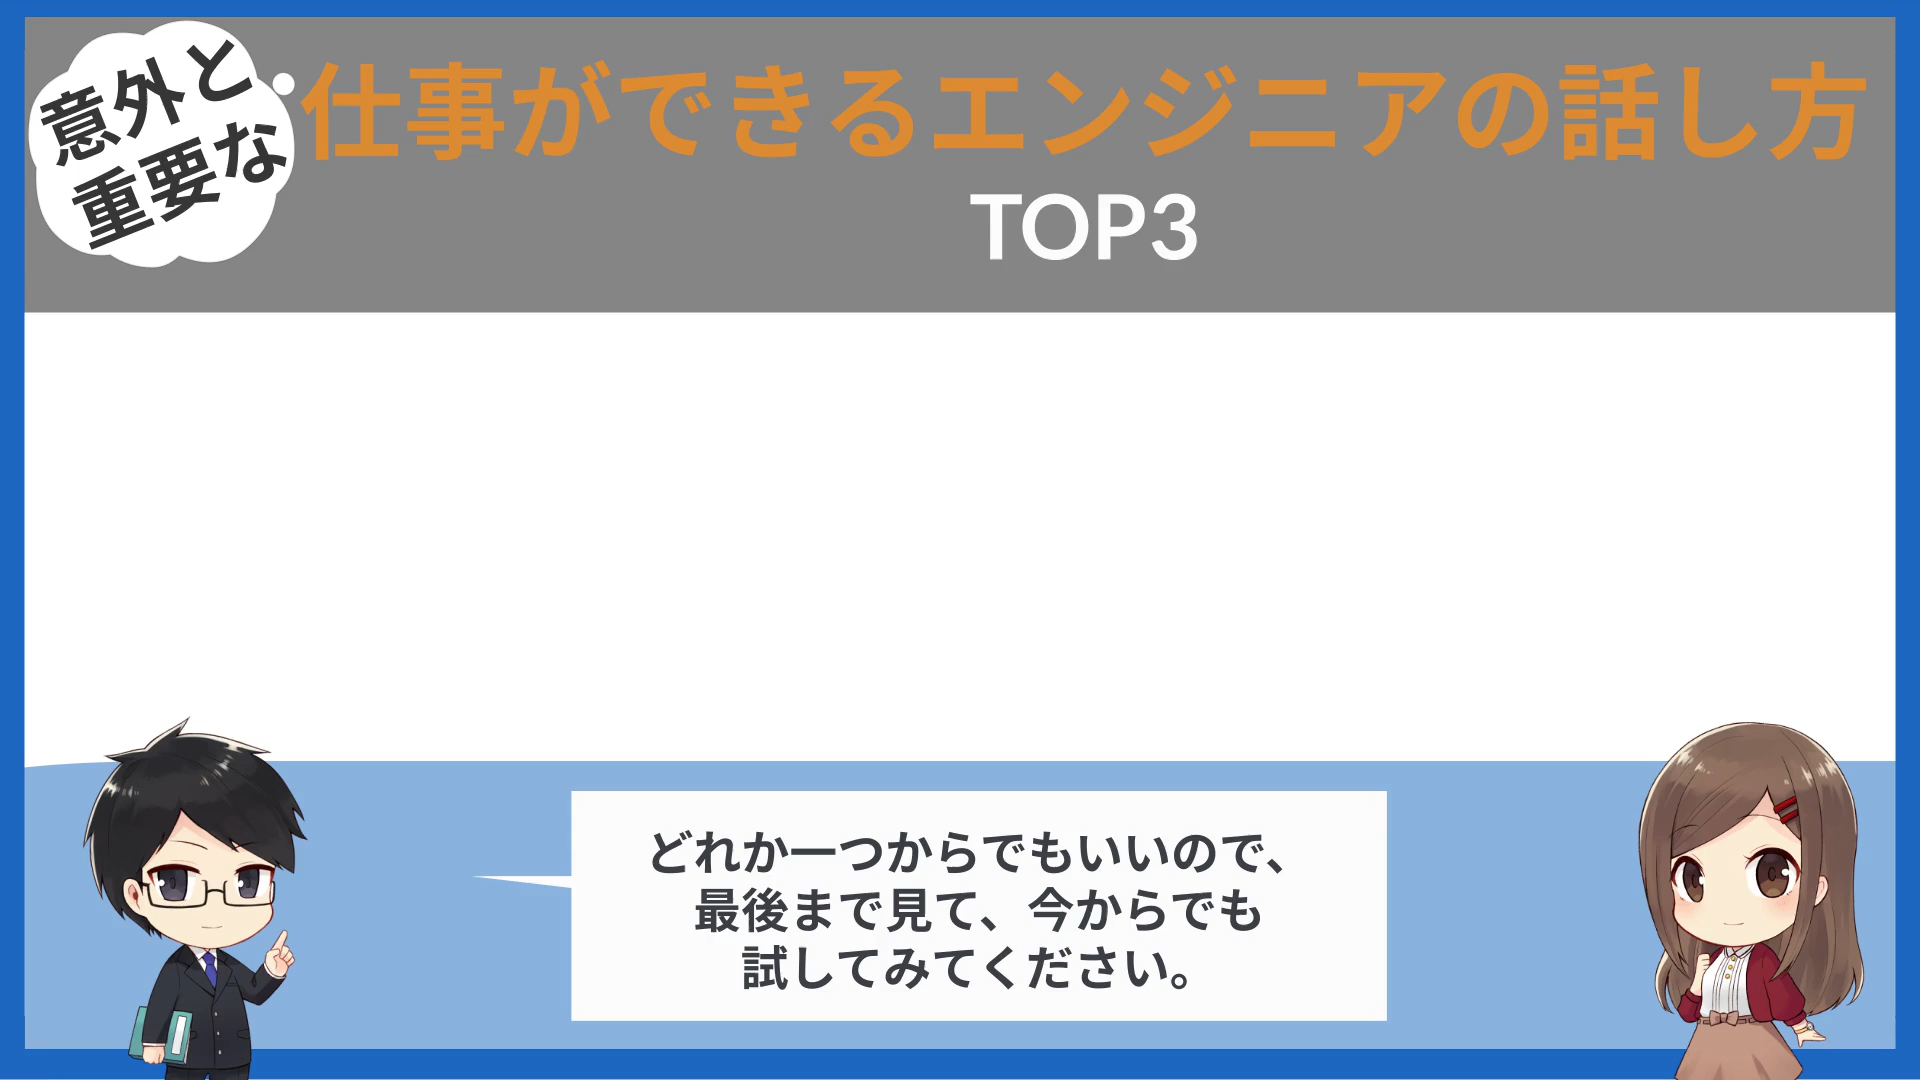 意外と
重要な
仕事ができるエンジニアの話し方
TOP3
どれか一つからでもいいので、
最後まで見て、今からでも
試してみてください。